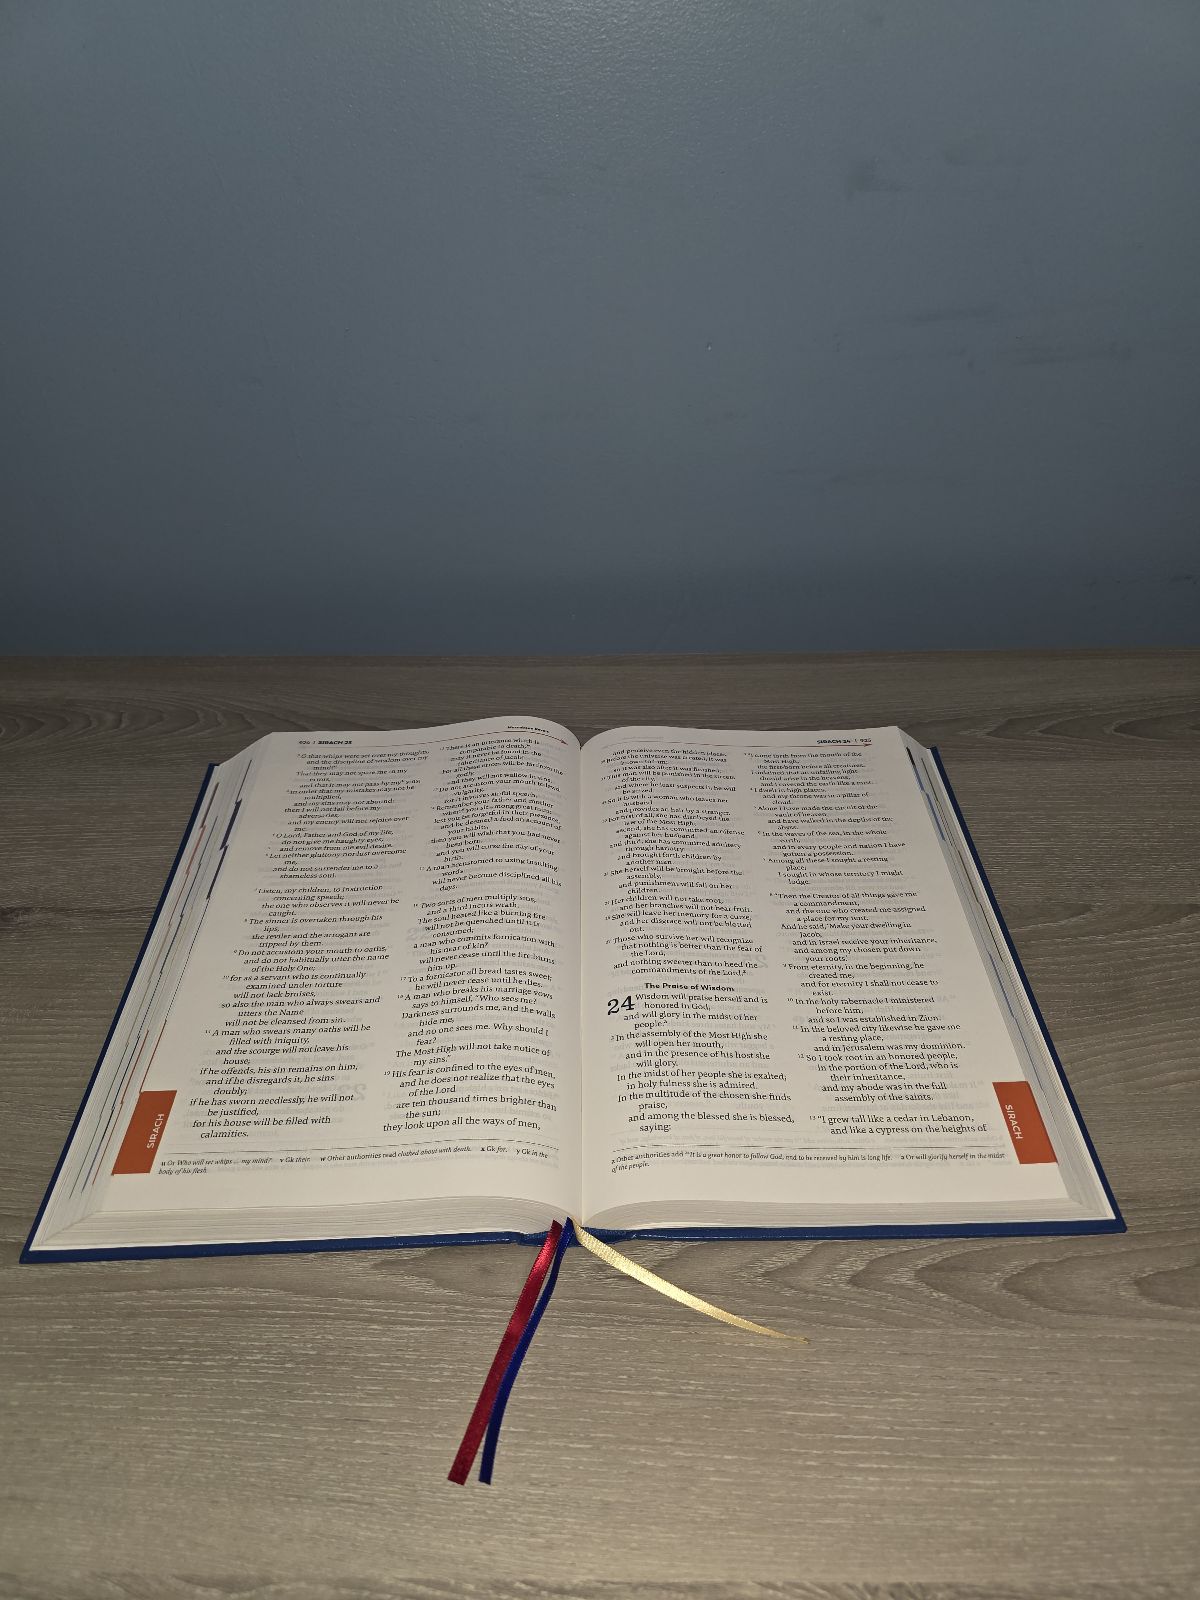 924 | SIRACH 23
O that whips were set over my thoughts,
and the discipline of wisdom over my
mind!ᵘ
That they may not spare me in my
errors,
and that it may not pass by myᵛ sins;
³ in order that my mistakes may not be
multiplied,
and my sins may not abound;
then I will not fall before my
adversaries,
and my enemy will not rejoice over
me.
⁴ O Lord, Father and God of my life,
do not give me haughty eyes,
⁵ and remove from me evil desire.
⁶ Let neither gluttony nor lust overcome
me,
and do not surrender me to a
shameless soul.
⁷ Listen, my children, to instruction
concerning speech;
the one who observes it will never be
caught.
⁸ The sinner is overtaken through his
lips,
the reviler and the arrogant are
tripped by them.
⁹ Do not accustom your mouth to oaths,
and do not habitually utter the name
of the Holy One;
¹⁰ for as a servant who is continually
examined under torture
will not lack bruises,
so also the man who always swears and
utters the Name
will not be cleansed from sin.
¹¹ A man who swears many oaths will be
filled with iniquity,
and the scourge will not leave his
house;
if he offends, his sin remains on him,
and if he disregards it, he sins
doubly;
if he has sworn needlessly, he will not
be justified,
for his house will be filled with
calamities.
¹² There is an utterance which is
comparable to death;ʷ
may it never be found in the
inheritance of Jacob!
For all these errors will be far from the
godly,
and they will not wallow in sins.
¹³ Do not accustom your mouth to lewd
vulgarity,
for it involves sinful speech.
¹⁴ Remember your father and mother
when you sit among great men;
lest you be forgetful in their presence,
and be deemed a fool on account of
your habits;
then you will wish that you had never
been born,
and you will curse the day of your
birth.
¹⁵ A man accustomed to using insulting
words
will never become disciplined all his
days.
¹⁶ Two sorts of men multiply sins,
and a third incurs wrath.
The soul heated like a burning fire
will not be quenched until it is
consumed;
a man who commits fornication with
his near of kinˣ
will never cease until the fire burns
him up.
¹⁷ To a fornicator all bread tastes sweet;
he will never cease until he dies.
¹⁸ A man who breaks his marriage vows
says to himself, “Who sees me?
Darkness surrounds me, and the walls
hide me,
and no one sees me. Why should I
fear?
The Most High will not take notice of
my sins.”
¹⁹ His fear is confined to the eyes of men,
and he does not realize that the eyes
of the Lord
are ten thousand times brighter than
the sun;
they look upon all the ways of men,
SIRACH
u Or Who will set whips ... my mind? v Gk their. w Other authorities read clothed about with death. x Gk for. y Gk in the
body of his flesh.
SIRACH 24 | 925
and perceive even the hidden places.
²⁰ Before the universe was created, it was
known to him;
so it was also after it was finished.
²¹ This man will be punished in the streets
of the city,
and where he least suspects it, he will
be seized.
²² So it is with a woman who leaves her
husband
and provides an heir by a stranger.
²³ For first of all, she has disobeyed the
law of the Most High;
second, she has committed an offense
against her husband;
and third, she has committed adultery
through harlotry
and brought forth children by
another man.
²⁴ She herself will be brought before the
assembly,
and punishment will fall on her
children.
²⁵ Her children will not take root,
and her branches will not bear fruit.
²⁶ She will leave her memory for a curse,
and her disgrace will not be blotted
out.
²⁷ Those who survive her will recognize
that nothing is better than the fear of
the Lord,
and nothing sweeter than to heed the
commandments of the Lord.ᶻ
The Praise of Wisdom
24 Wisdom will praise herself and is
honored in God,
and will glory in the midst of her
people.ᵃ
² In the assembly of the Most High she
will open her mouth,
and in the presence of his host she
will glory.
In the midst of her people she is exalted;
in holy fulness she is admired.
In the multitude of the chosen she finds
praise,
and among the blessed she is blessed,
saying:
³ “I came forth from the mouth of the
Most High,
the first-born before all creatures.
I ordained that an unfailing light
should arise in the heavens,
and I covered the earth like a mist.
⁴ I dwelt in high places,
and my throne was in a pillar of
cloud.
⁵ Alone I have made the circuit of the
vault of heaven
and have walked in the depths of the
abyss.
⁶ In the waves of the sea, in the whole
earth,
and in every people and nation I have
gotten a possession.
⁷ Among all these I sought a resting
place;
I sought in whose territory I might
lodge.
⁸ “Then the Creator of all things gave me
a commandment,
and the one who created me assigned
a place for my tent.
And he said, ‘Make your dwelling in
Jacob,
and in Israel receive your inheritance,
and among my chosen put down
your roots.’
⁹ From eternity, in the beginning, he
created me,
and for eternity I shall not cease to
exist.
¹⁰ In the holy tabernacle I ministered
before him,
and so I was established in Zion.
¹¹ In the beloved city likewise he gave me
a resting place,
and in Jerusalem was my dominion.
¹² So I took root in an honored people,
in the portion of the Lord, who is
their inheritance,
and my abode was in the full
assembly of the saints.
¹³ “I grew tall like a cedar in Lebanon,
and like a cypress on the heights of
SIRACH
z Other authorities add “It is a great honor to follow God, and to be received by him is long life. a Or will glorify herself in the midst
of the people.